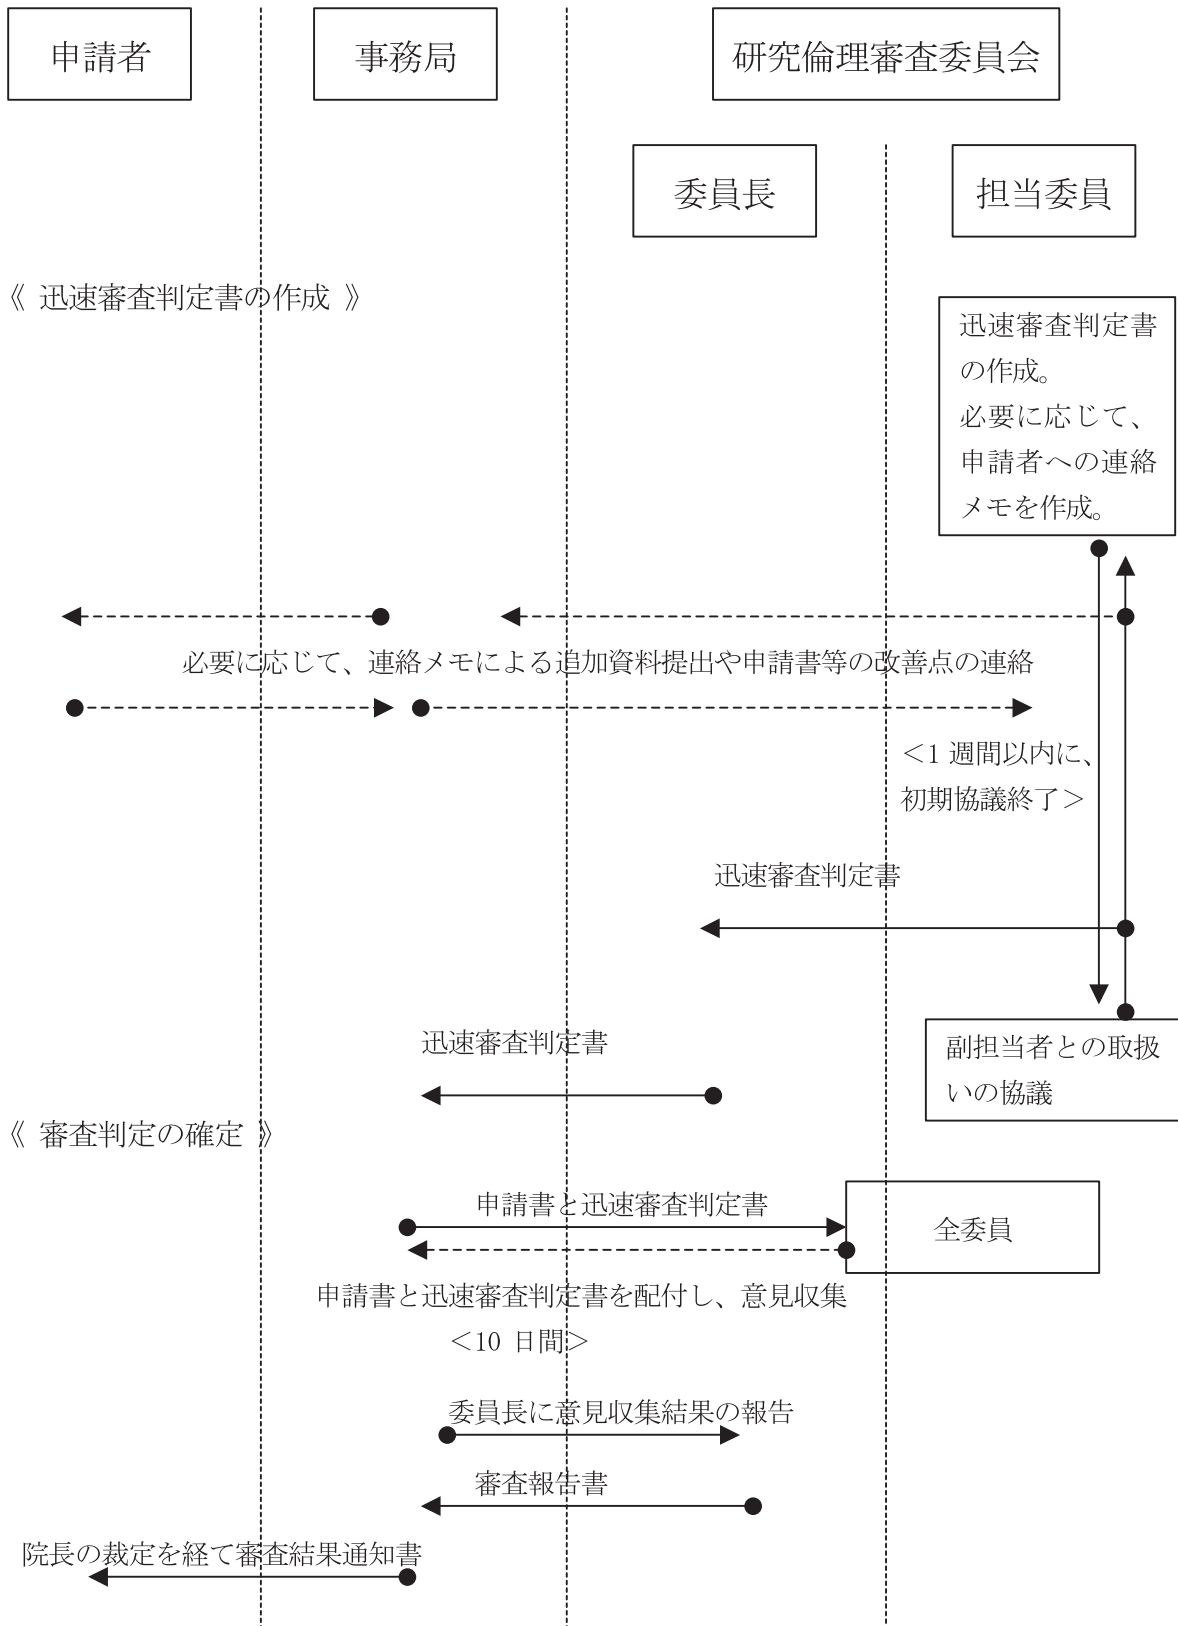 申請者
事務局
研究倫理審査委員会
委員長
担当委員
《 迅速審査判定書の作成 》
迅速審査判定書
の作成。
必要に応じて、
申請者への連絡
メモを作成。
必要に応じて、連絡メモによる追加資料提出や申請書等の改善点の連絡
＜1 週間以内に、
初期協議終了＞
迅速審査判定書
迅速審査判定書
副担当者との取扱
いの協議
《 審査判定の確定 》
申請書と迅速審査判定書
全委員
申請書と迅速審査判定書を配付し、意見収集
＜10 日間＞
委員長に意見収集結果の報告
審査報告書
院長の裁定を経て審査結果通知書